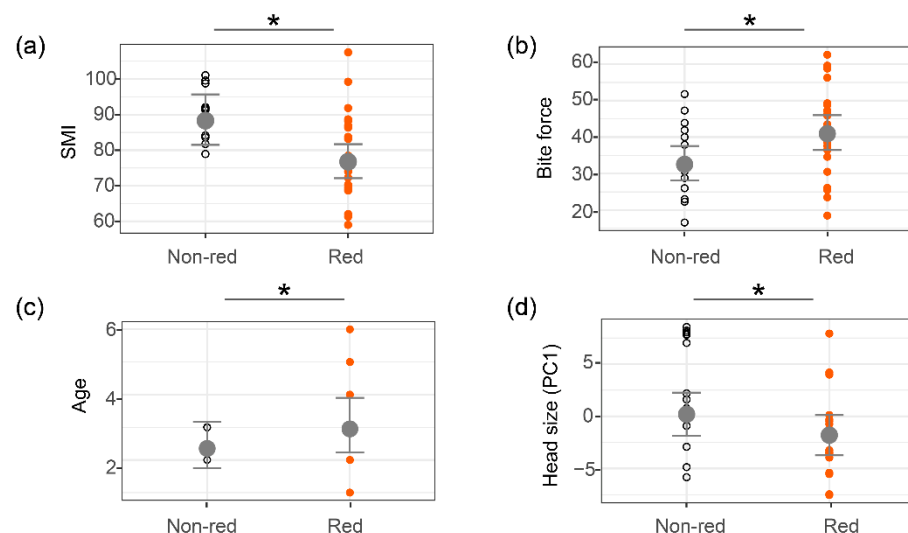 *
(a)
100
90
80
70
60
SMI
Non-red
Red
*
(b)
60
50
40
30
20
Bite force
Non-red
Red
*
(c)
6
4
2
Age
Non-red
Red
*
(d)
5
0
−5
Head size (PC1)
Non-red
Red